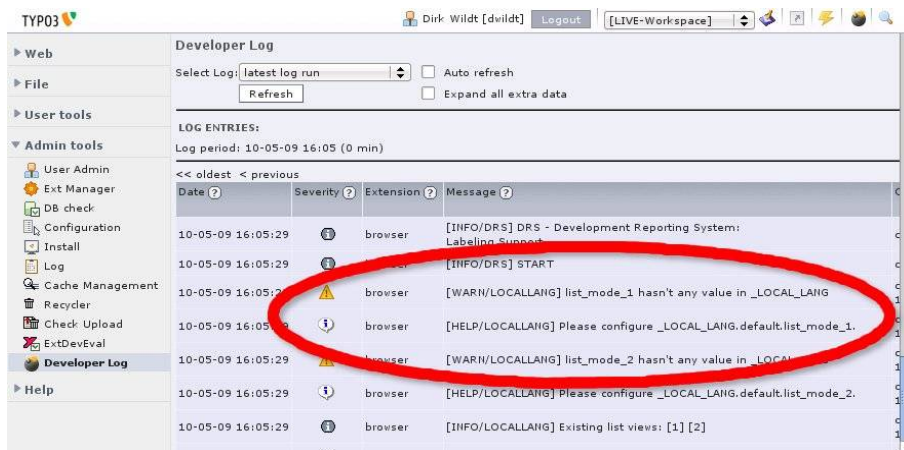 TYPO3
Dirk Wildt [dwildt] Logout [LIVE-Workspace]
Web
File
User tools
Admin tools
User Admin
Ext Manager
DB check
Configuration
Install
Log
Cache Management
Recycler
Check Upload
ExtDevEval
Developer Log
Help
Developer Log
Select Log: latest log run Auto refresh
Refresh Expand all extra data
LOG ENTRIES:
Log period: 10-05-09 16:05 (0 min)
<< oldest < previous
Date (?) Severity (?) Extension (?) Message (?)
10-05-09 16:05:29 browser [INFO/DRS] DRS - Development Reporting System:
Labeling Support
10-05-09 16:05:29 [INFO/DRS] START
browser [WARN/LOCALLANG] list_mode_1 hasn't any value in _LOCAL_LANG
browser [HELP/LOCALLANG] Please configure _LOCAL_LANG.default.list_mode_1.
10-05-09 16:05:29 browser [WARN/LOCALLANG] list_mode_2 hasn't any value in
10-05-09 16:05:29 browser [HELP/LOCALLANG] Please configure _LOCAL_LANG.default.list_mode_2.
10-05-09 16:05:29 browser [INFO/LOCALLANG] Existing list views: [1] [2]